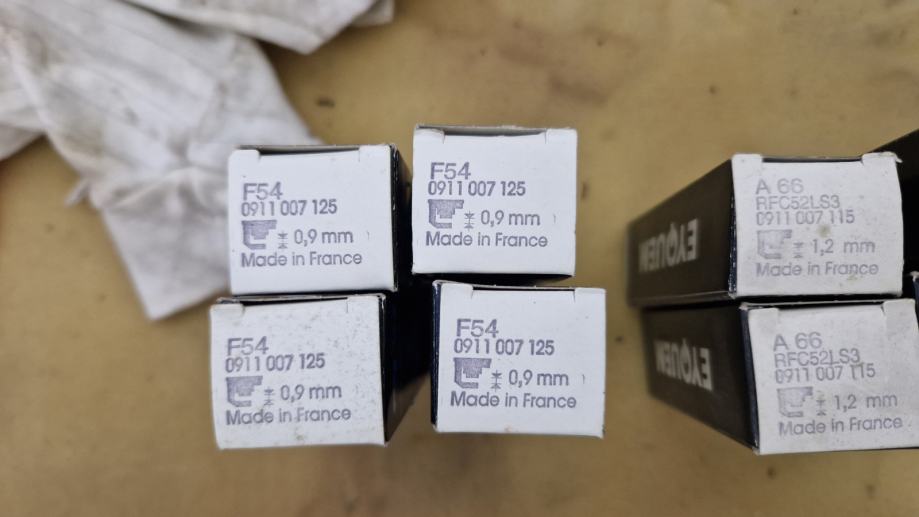 F54
0911 007 125
0,9 mm
Made in France
F54
0911 007 125
0,9 mm
Made in France
EYQUEM
A 66
RFC52LS3
0911 007 115
1,2 mm
Made in France
F54
0911 007 125
0,9 mm
Made in France
F54
0911 007 125
0,9 mm
Made in France
EYQUEM
A 66
RFC52LS3
0911 007 115
1,2 mm
Made in France